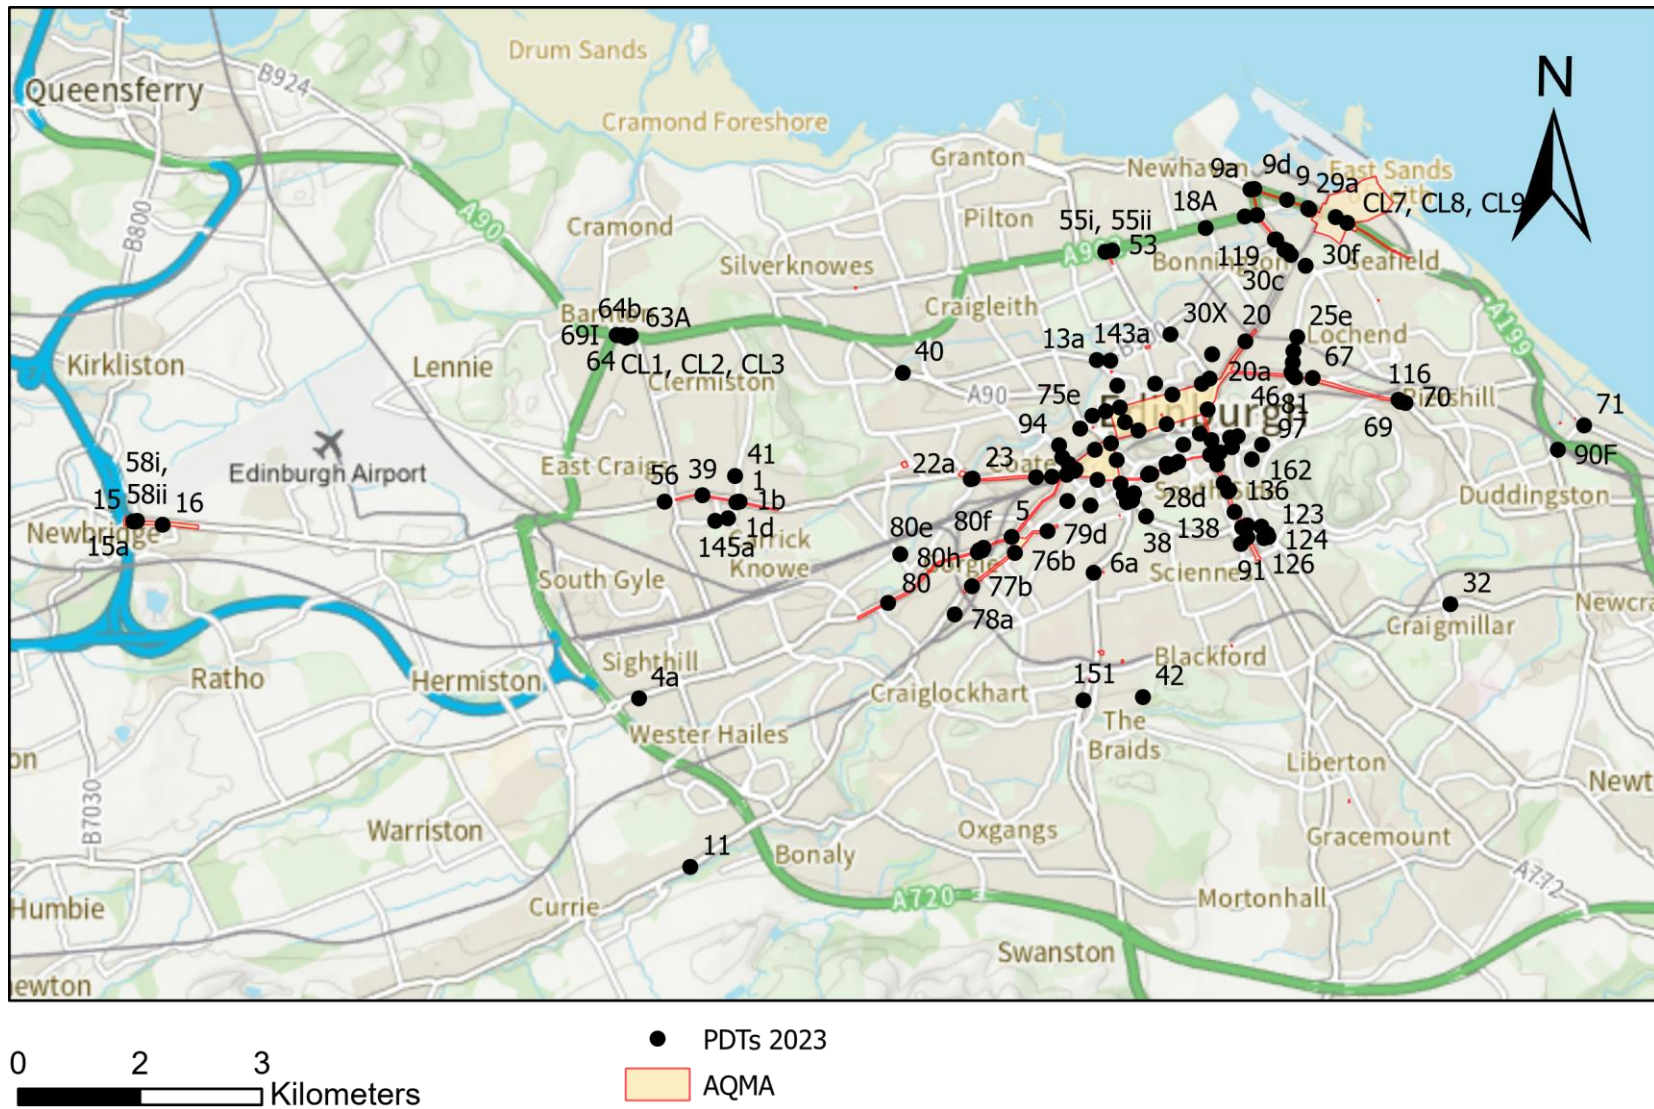 Drum Sands
Queensferry
B924
Cramond Foreshore
N
Granton
Newhaven
9a
9d
9
East Sands
29a
18A
CL7, CL8, CL9
B800
A90
Cramond
Pilton
55i, 55ii
53
119
30f
Bonnington
30c
Seafield
Silverknowes
Craigleith
64b
63A
69I
64
CL1, CL2, CL3
Kirkliston
Lennie
Clermiston
40
13a
143a
30X
20
25e
Lochend
67
A199
A90
75e
20a
116
70
Edinburgh
46
81
69
71
94
97
90F
Edinburgh Airport
East Craigs
41
56
39
1
1b
1d
145a
22a
23
162
136
28d
Duddingston
58i,
58ii
15
16
Newbridge
15a
80e
80f
5
79d
38
138
123
124
Knowe
80h
76b
6a
Sciennes
91
126
South Gyle
80
77b
78a
32
Craigmillar
Sighthill
4a
Ratho
Hermiston
Craiglockhart
151
42
Blackford
The
Braids
Wester Hailes
Liberton
B7030
Warriston
11
Bonaly
Oxgangs
Gracemount
A772
Humbie
Currie
A720
Mortonhall
Swanston
0 2 3
Kilometers
PDTs 2023
AQMA